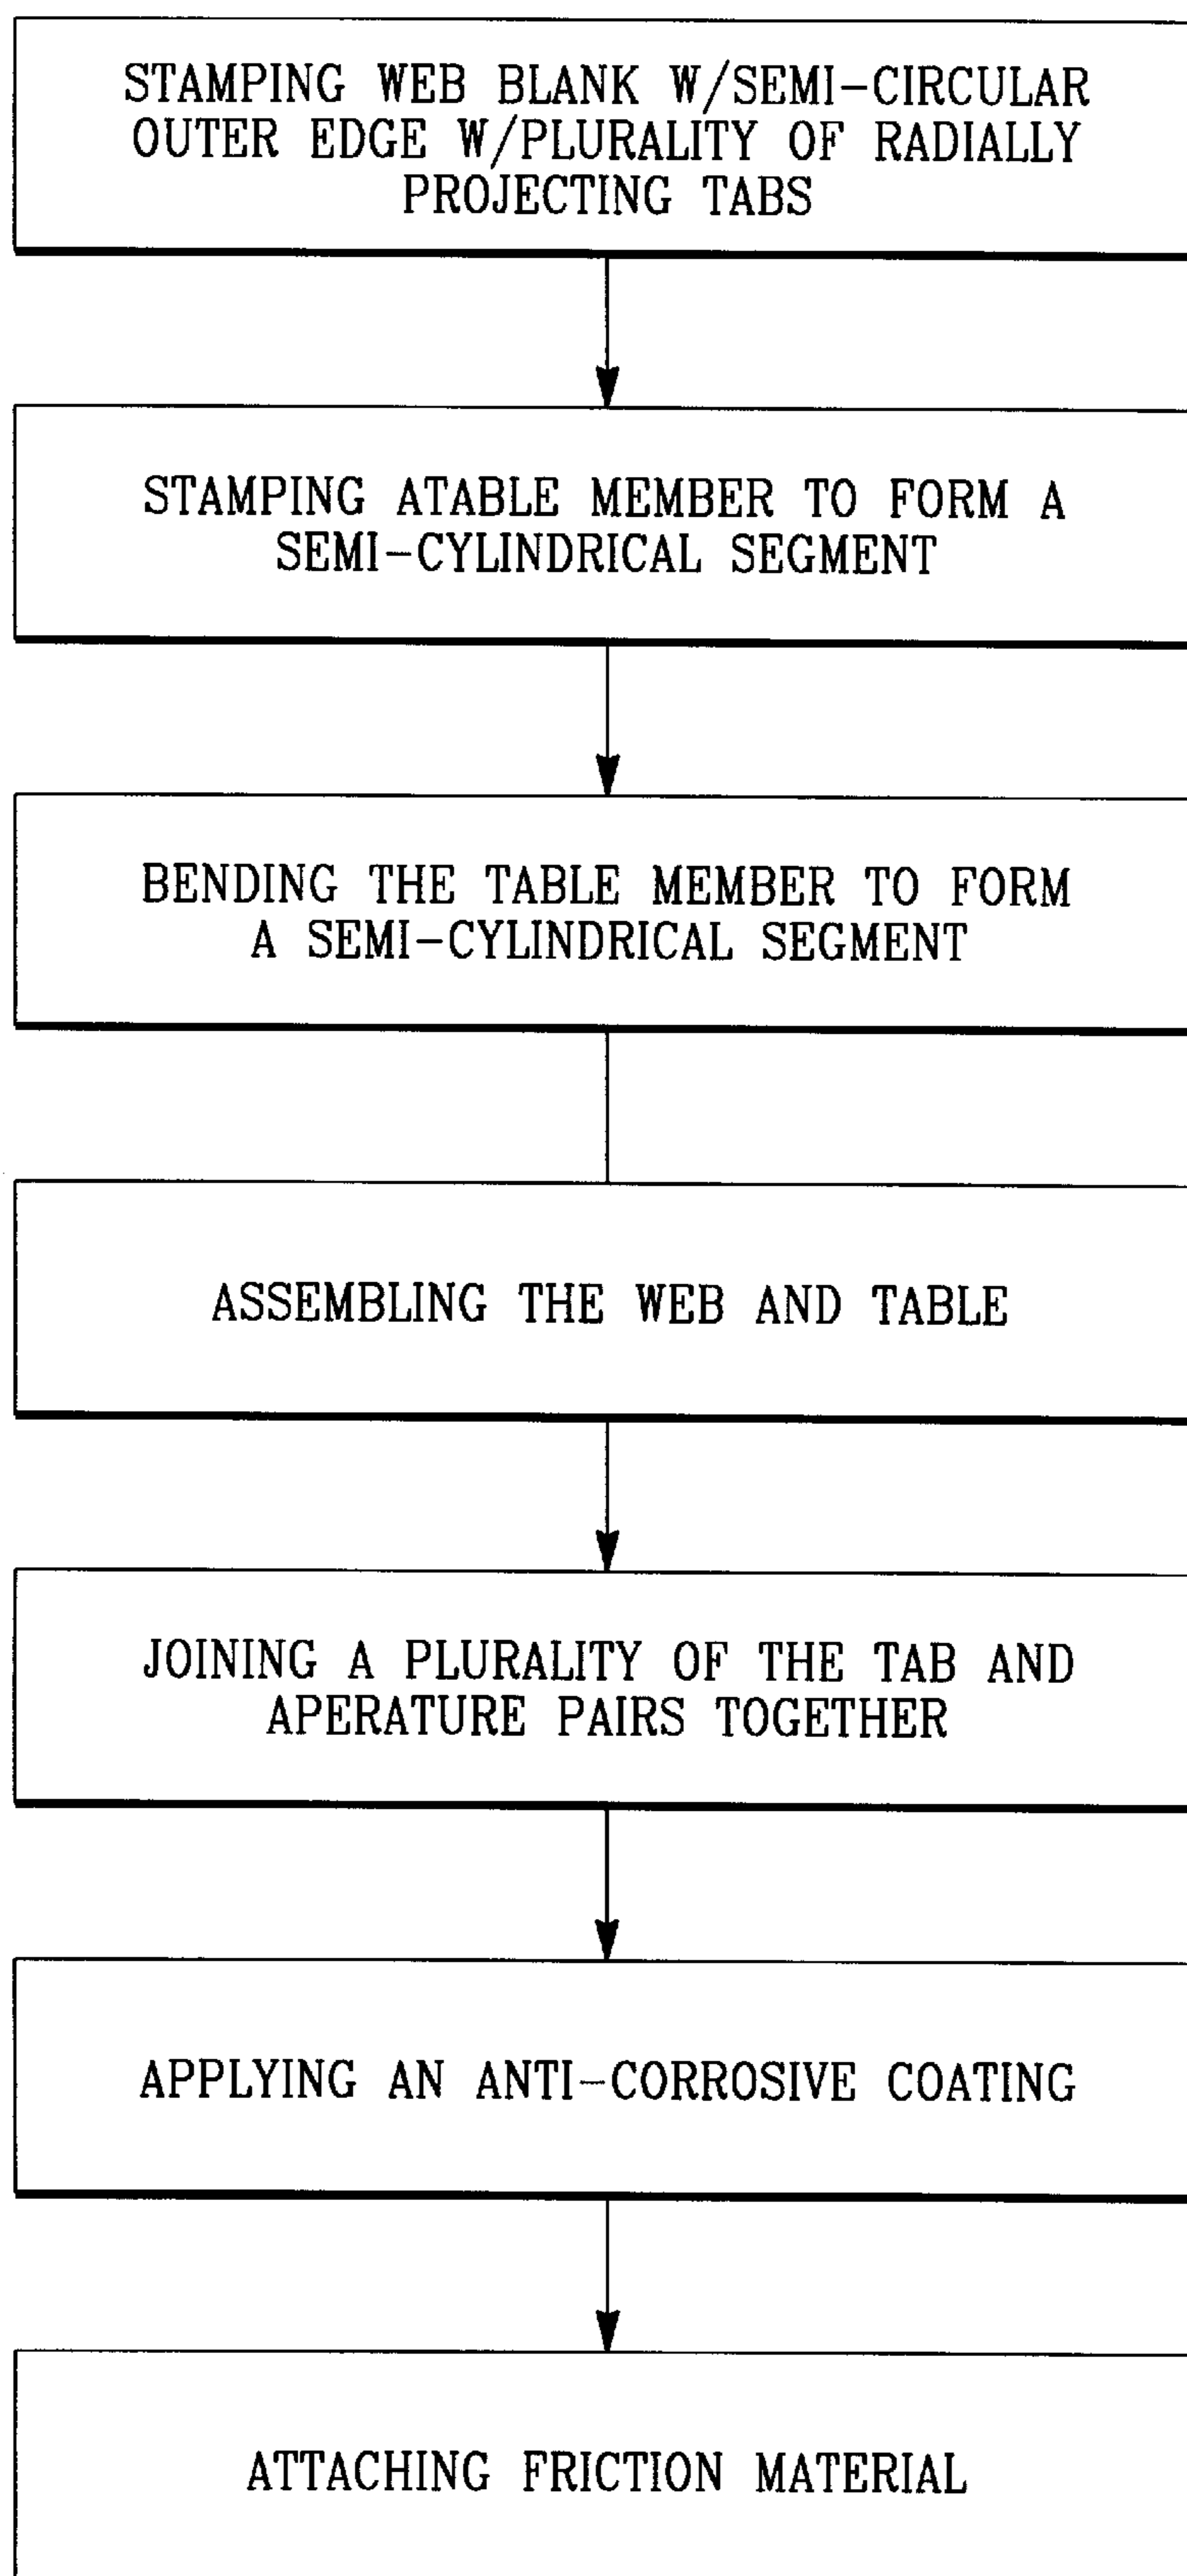 STAMPING WEB BLANK W/SEMI-CIRCULAR
OUTER EDGE W/PLURALITY OF RADIALLY
PROJECTING TABS
STAMPING ATABLE MEMBER TO FORM A
SEMI-CYLINDRICAL SEGMENT
BENDING THE TABLE MEMBER TO FORM
A SEMI-CYLINDRICAL SEGMENT
ASSEMBLING THE WEB AND TABLE
JOINING A PLURALITY OF THE TAB AND
APERATURE PAIRS TOGETHER
APPLYING AN ANTI-CORROSIVE COATING
ATTACHING FRICTION MATERIAL